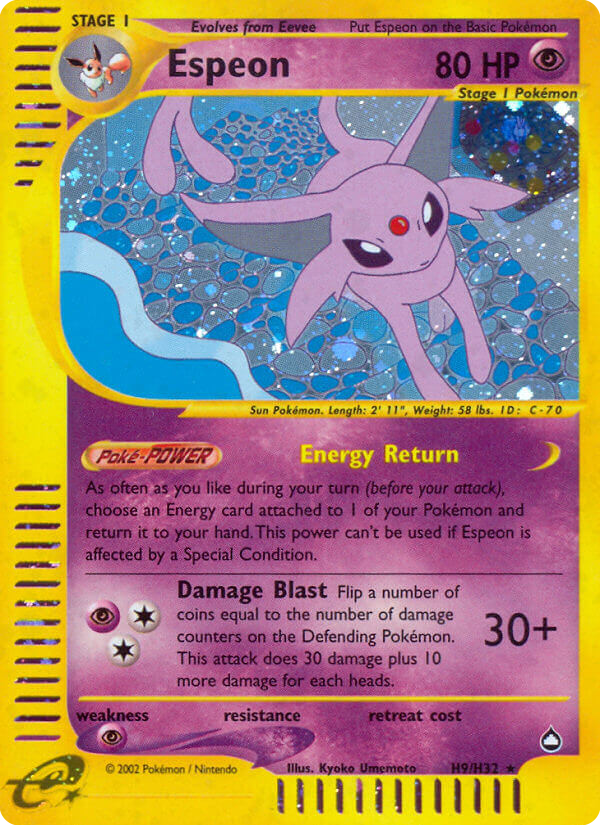 STAGE 1
Evolves from Eevee
Put Espeon on the Basic Pokémon
Espeon
80 HP
Stage 1 Pokémon
Sun Pokémon. Length: 2' 11", Weight: 58 lbs. ID: C-70
Poké-POWER
Energy Return
As often as you like during your turn (before your attack),
choose an Energy card attached to 1 of your Pokémon and
return it to your hand. This power can't be used if Espeon is
affected by a Special Condition.
Damage Blast Flip a number of
coins equal to the number of damage
counters on the Defending Pokémon.
This attack does 30 damage plus 10
more damage for each heads.
30+
weakness
resistance
retreat cost
© 2002 Pokémon / Nintendo
Illus. Kyoko Umemoto
H9/H32 ★
e